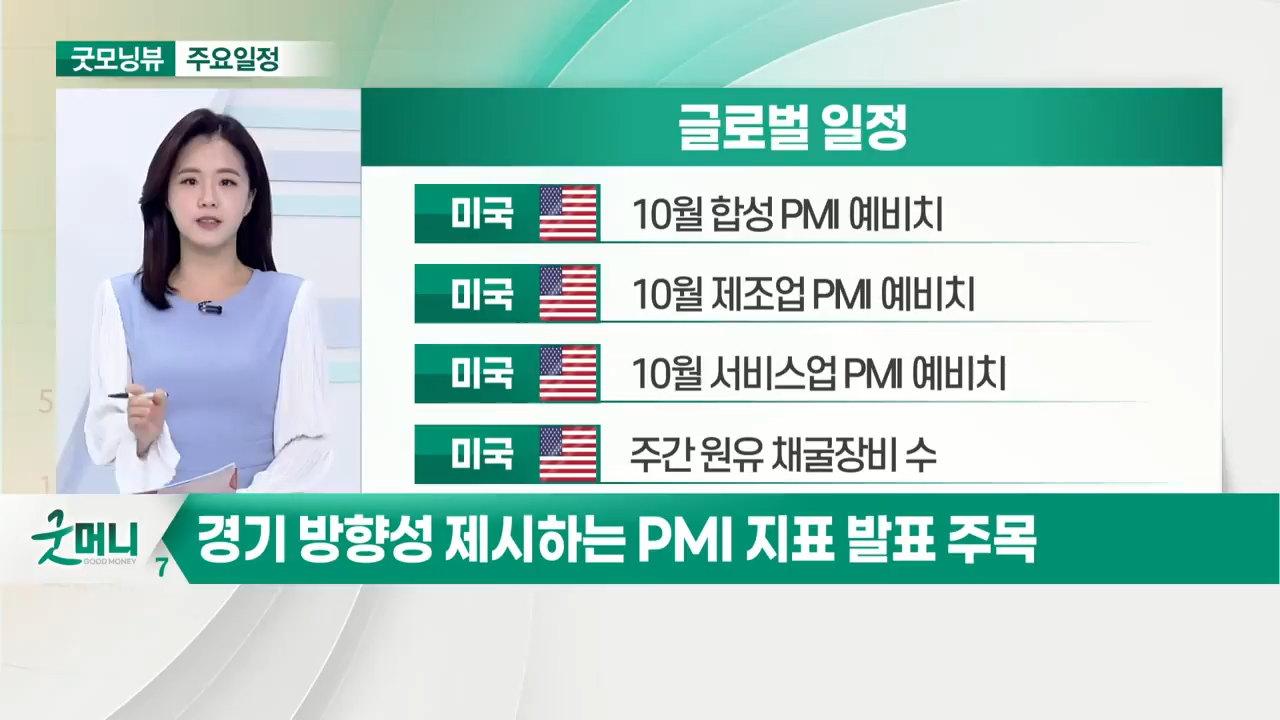 굿모닝뷰 주요일정
글로벌 일정
미국 10월 합성 PMI 예비치
미국 10월 제조업 PMI 예비치
미국 10월 서비스업 PMI 예비치
미국 주간 원유 채굴장비 수
5
1
굿머니 GOOD MONEY 7
경기 방향성 제시하는 PMI 지표 발표 주목